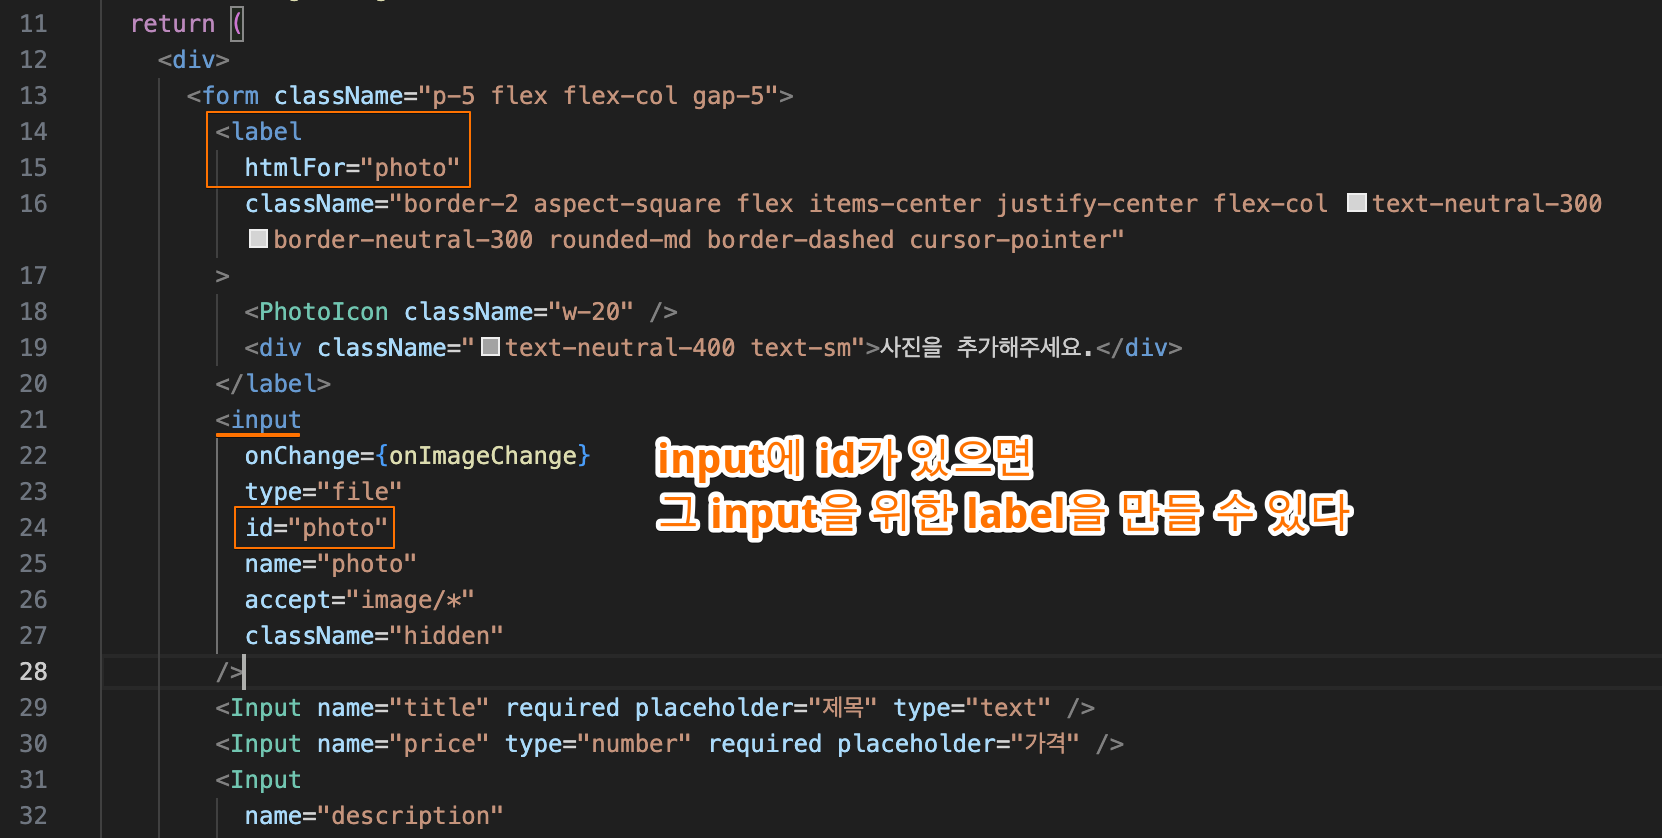 11 return (
12 <div>
13 <form className="p-5 flex flex-col gap-5">
14 <label
15 htmlFor="photo"
16 className="border-2 aspect-square flex items-center justify-center flex-col text-neutral-300
border-neutral-300 rounded-md border-dashed cursor-pointer"
17 >
18 <PhotoIcon className="w-20" />
19 <div className="text-neutral-400 text-sm">사진을 추가해주세요.</div>
20 </label>
21 <input
22 onChange={onImageChange}
input에 id가 있으면
23 type="file"
24 id="photo"
그 input을 위한 label을 만들 수 있다
25 name="photo"
26 accept="image/*"
27 className="hidden"
28 />
29 <Input name="title" required placeholder="제목" type="text" />
30 <Input name="price" type="number" required placeholder="가격" />
31 <Input
32 name="description"